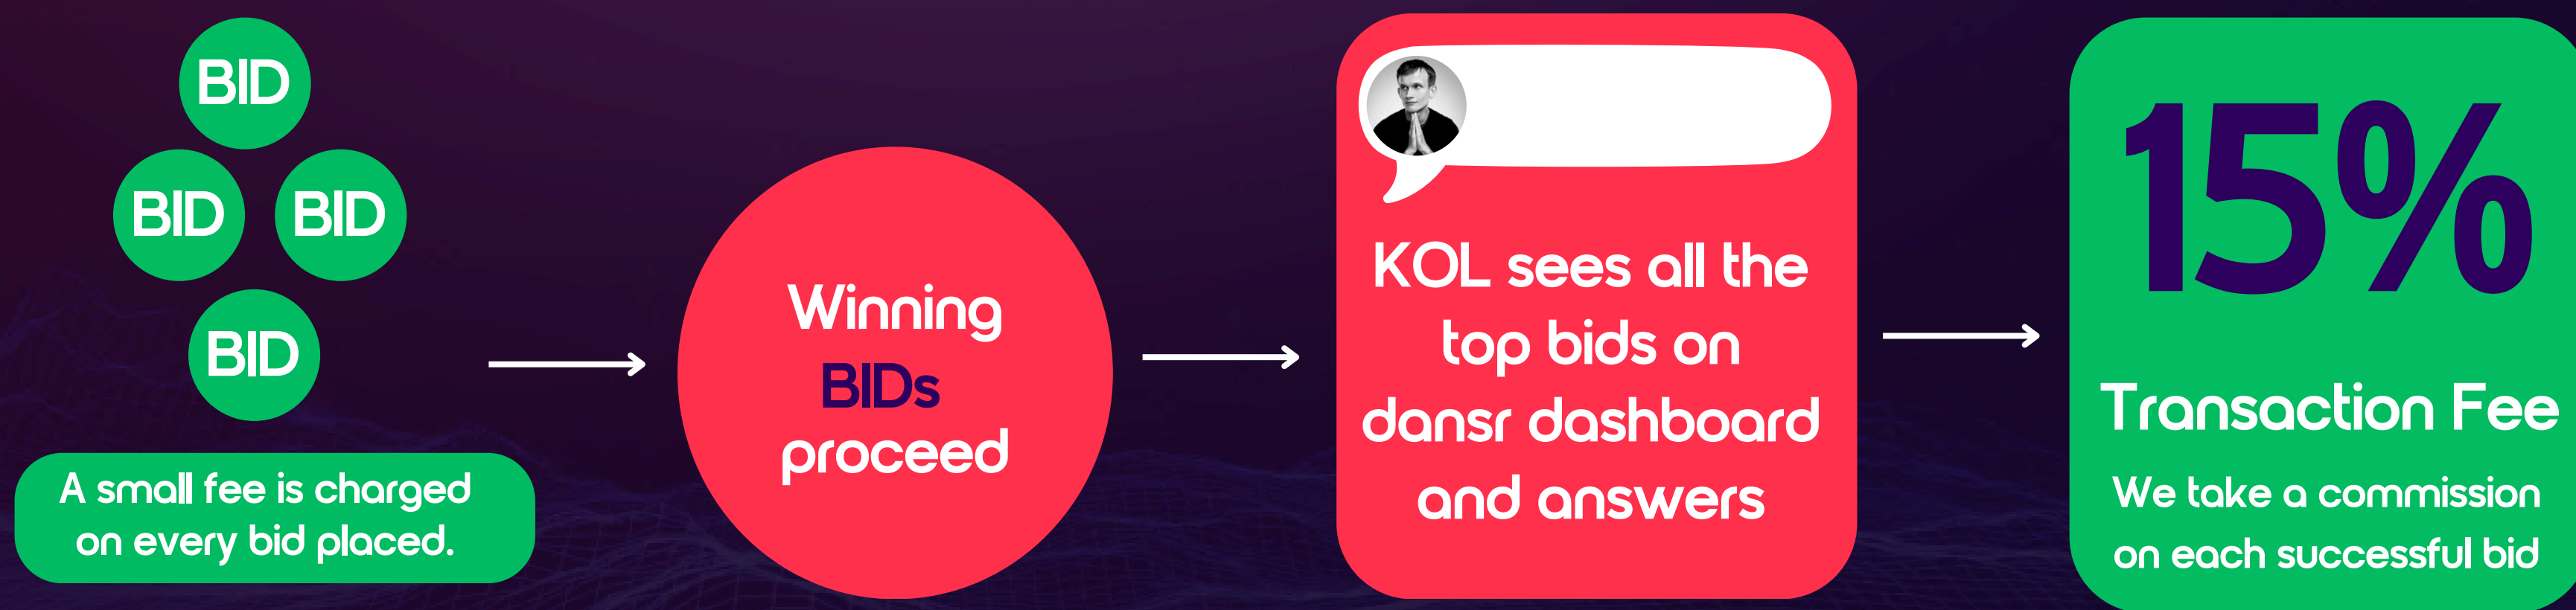 BID
BID
BID
BID
A small fee is charged
on every bid placed.
Winning
BIDs
proceed
KOL sees all the
top bids on
dansr dashboard
and answers
15%
Transaction Fee
We take a commission
on each successful bid